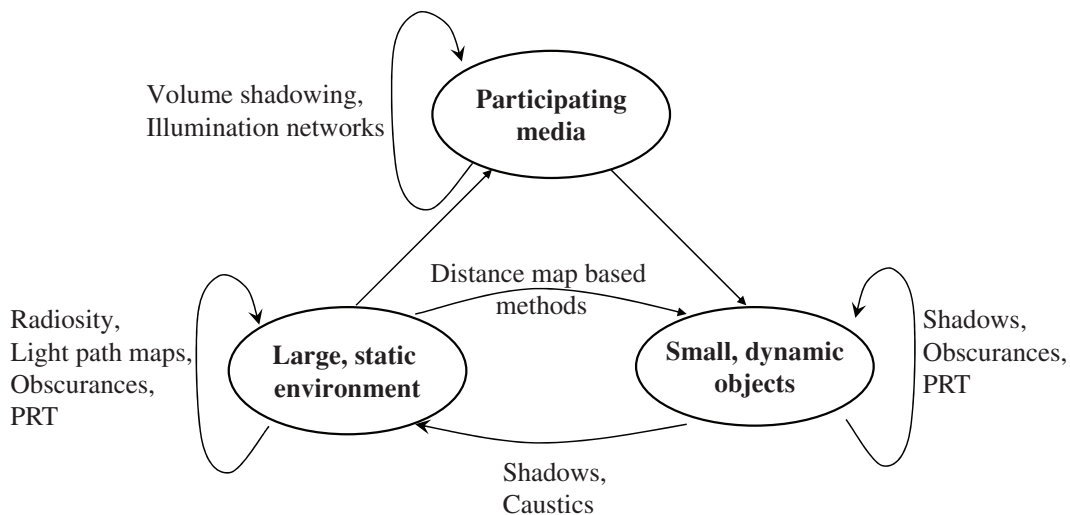 Volume shadowing,
Illumination networks
Participating
media
Distance map based
methods
Radiosity,
Light path maps,
Obscurances,
PRT
Large, static
environment
Small, dynamic
objects
Shadows,
Obscurances,
PRT
Shadows,
Caustics